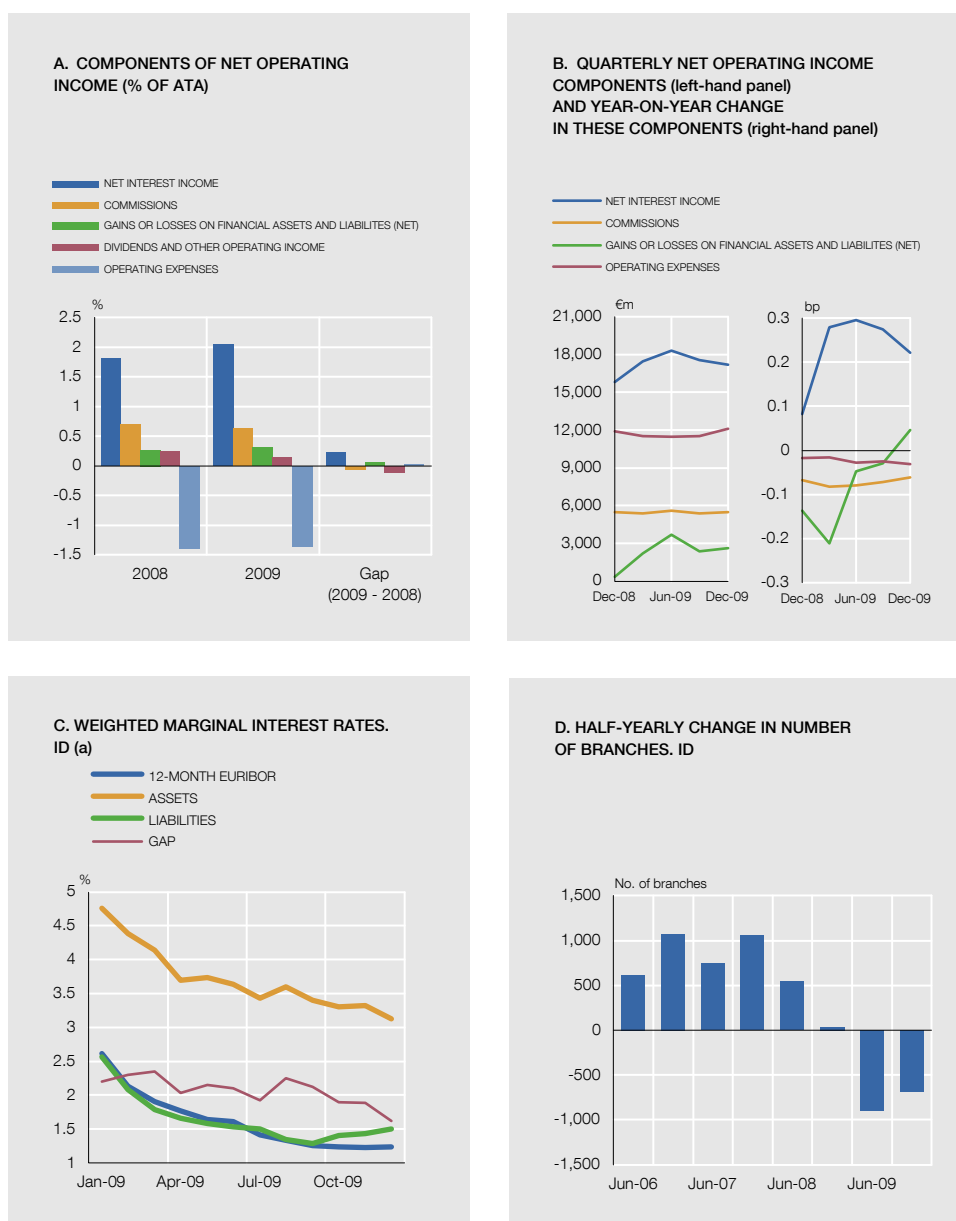 A. COMPONENTS OF NET OPERATING
INCOME (% OF ATA)
NET INTEREST INCOME
COMMISSIONS
GAINS OR LOSSES ON FINANCIAL ASSETS AND LIABILITES (NET)
DIVIDENDS AND OTHER OPERATING INCOME
OPERATING EXPENSES
%
2.5
2
1.5
1
0.5
0
-0.5
-1
-1.5
2008 2009 Gap
(2009 - 2008)
B. QUARTERLY NET OPERATING INCOME
COMPONENTS (left-hand panel)
AND YEAR-ON-YEAR CHANGE
IN THESE COMPONENTS (right-hand panel)
NET INTEREST INCOME
COMMISSIONS
GAINS OR LOSSES ON FINANCIAL ASSETS AND LIABILITES (NET)
OPERATING EXPENSES
€m
21,000
18,000
15,000
12,000
9,000
6,000
3,000
0
Dec-08 Jun-09 Dec-09
bp
0.3
0.2
0.1
0
-0.1
-0.2
-0.3
Dec-08 Jun-09 Dec-09
C. WEIGHTED MARGINAL INTEREST RATES.
ID (a)
12-MONTH EURIBOR
ASSETS
LIABILITIES
GAP
%
5
4.5
4
3.5
3
2.5
2
1.5
1
Jan-09 Apr-09 Jul-09 Oct-09
D. HALF-YEARLY CHANGE IN NUMBER
OF BRANCHES. ID
No. of branches
1,500
1,000
500
0
-500
-1,000
-1,500
Jun-06 Jun-07 Jun-08 Jun-09